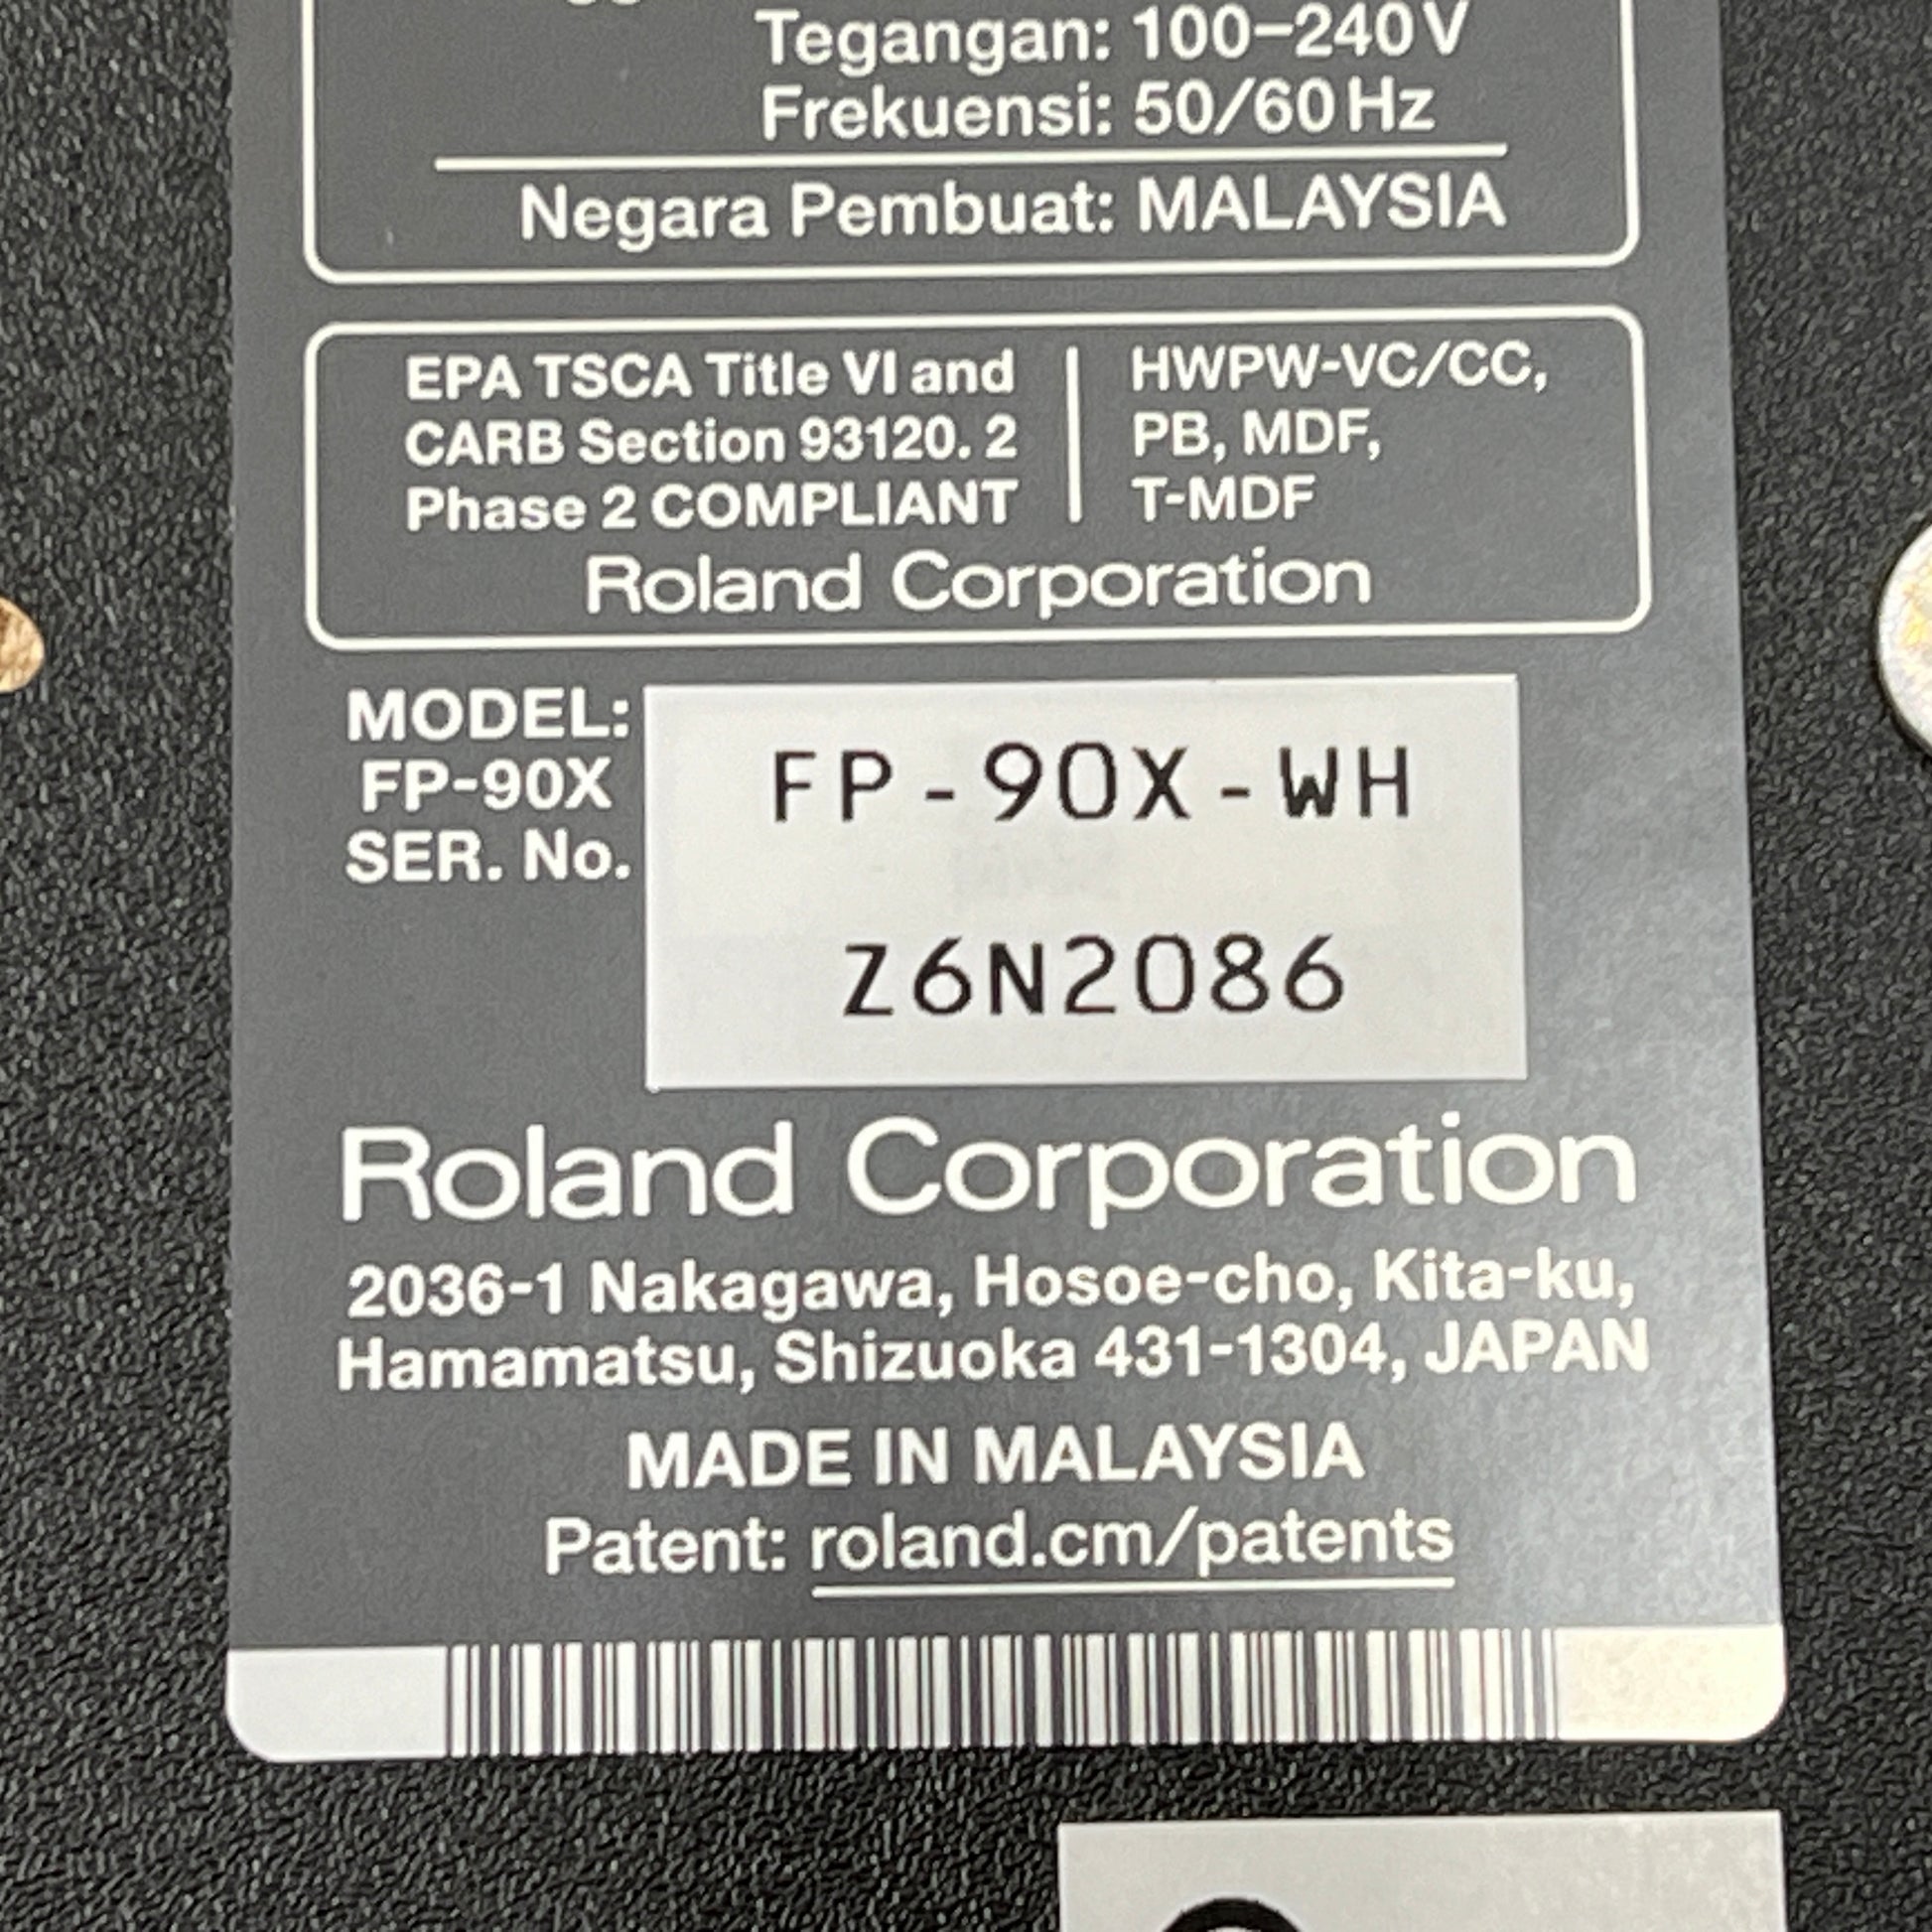 Tegangan: 100–240V
Frekuensi: 50/60Hz
Negara Pembuat: MALAYSIA
EPA TSCA Title VI and
CARB Section 93120. 2
Phase 2 COMPLIANT
HWPW-VC/CC,
PB, MDF,
T-MDF
Roland Corporation
MODEL:
FP-90X
SER. No.
FP-90X-WH
Z6N2086
Roland Corporation
2036-1 Nakagawa, Hosoe-cho, Kita-ku,
Hamamatsu, Shizuoka 431-1304, JAPAN
MADE IN MALAYSIA
Patent: roland.cm/patents